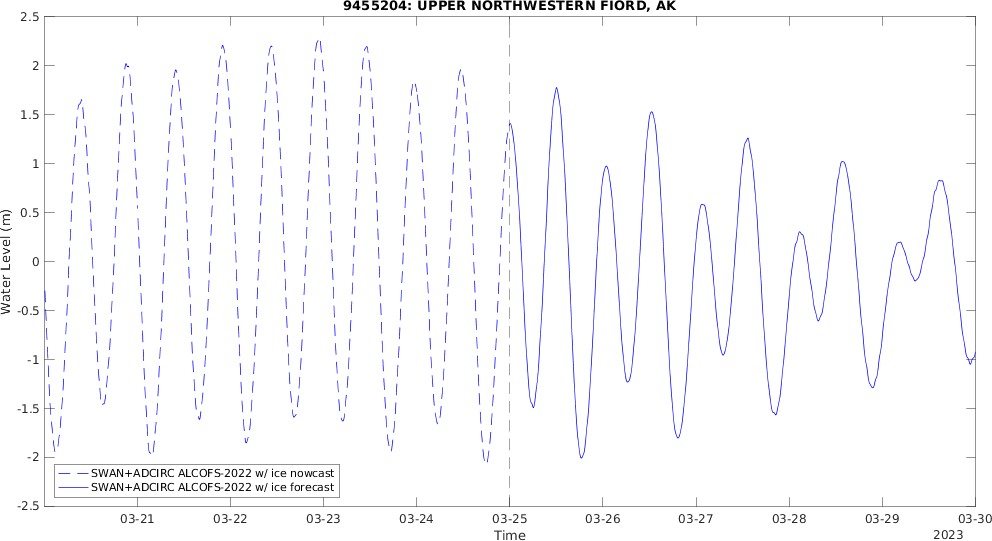 9455204: UPPER NORTHWESTERN FIORD, AK
Water Level (m)
2.5
2
1.5
1
0.5
0
-0.5
-1
-1.5
-2
-2.5
SWAN+ADCIRC ALCOFS-2022 w/ ice nowcast
SWAN+ADCIRC ALCOFS-2022 w/ ice forecast
03-21 03-22 03-23 03-24 03-25 03-26 03-27 03-28 03-29 03-30
Time
2023